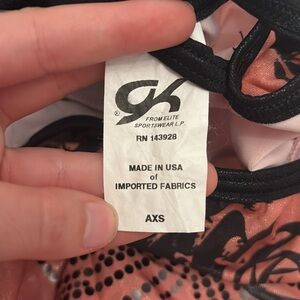 GK
®
FROM ELITE
SPORTSWEAR L.P.
RN 143928
MADE IN USA
of
IMPORTED FABRICS
AXS